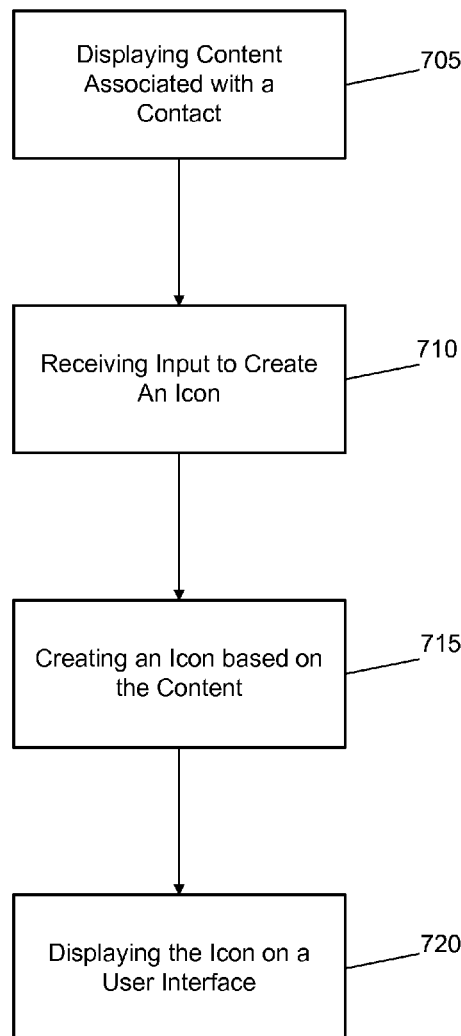 Displaying Content
Associated with a
Contact
705
Receiving Input to Create
An Icon
710
Creating an Icon based on
the Content
715
Displaying the Icon on a
User Interface
720